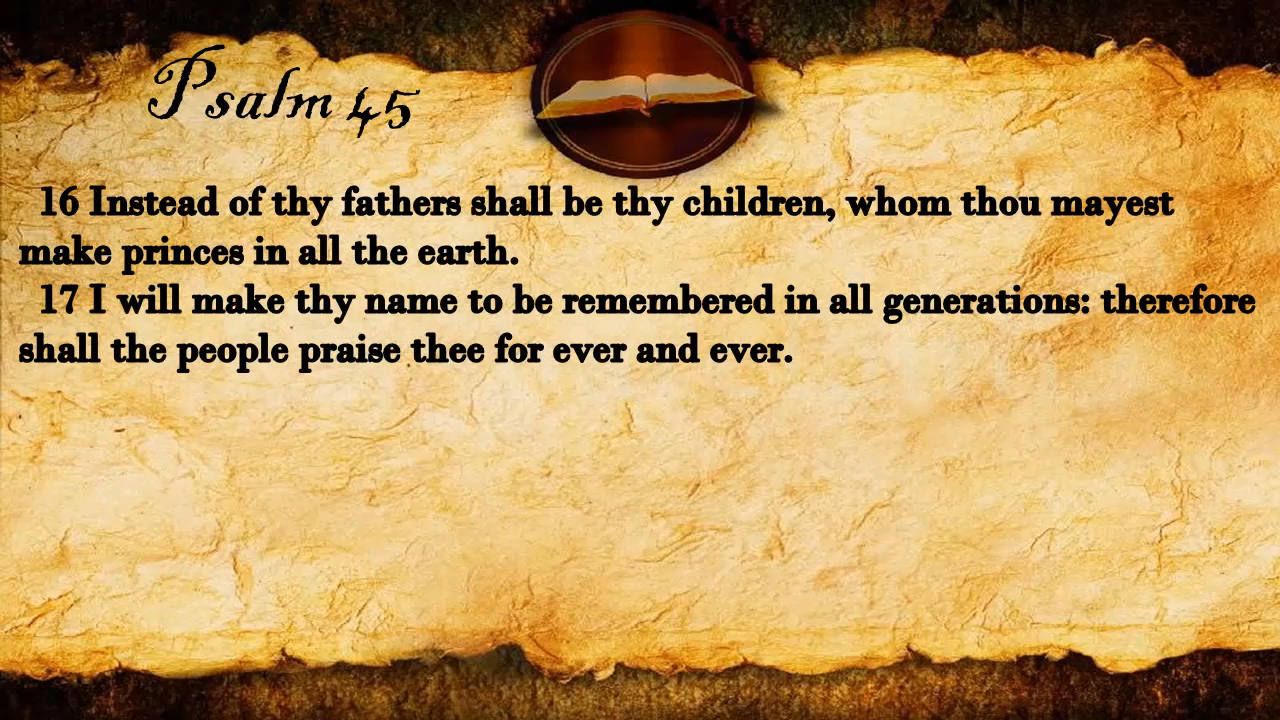 Psalm 45
16 Instead of thy fathers shall be thy children, whom thou mayest
make princes in all the earth.
17 I will make thy name to be remembered in all generations: therefore
shall the people praise thee for ever and ever.